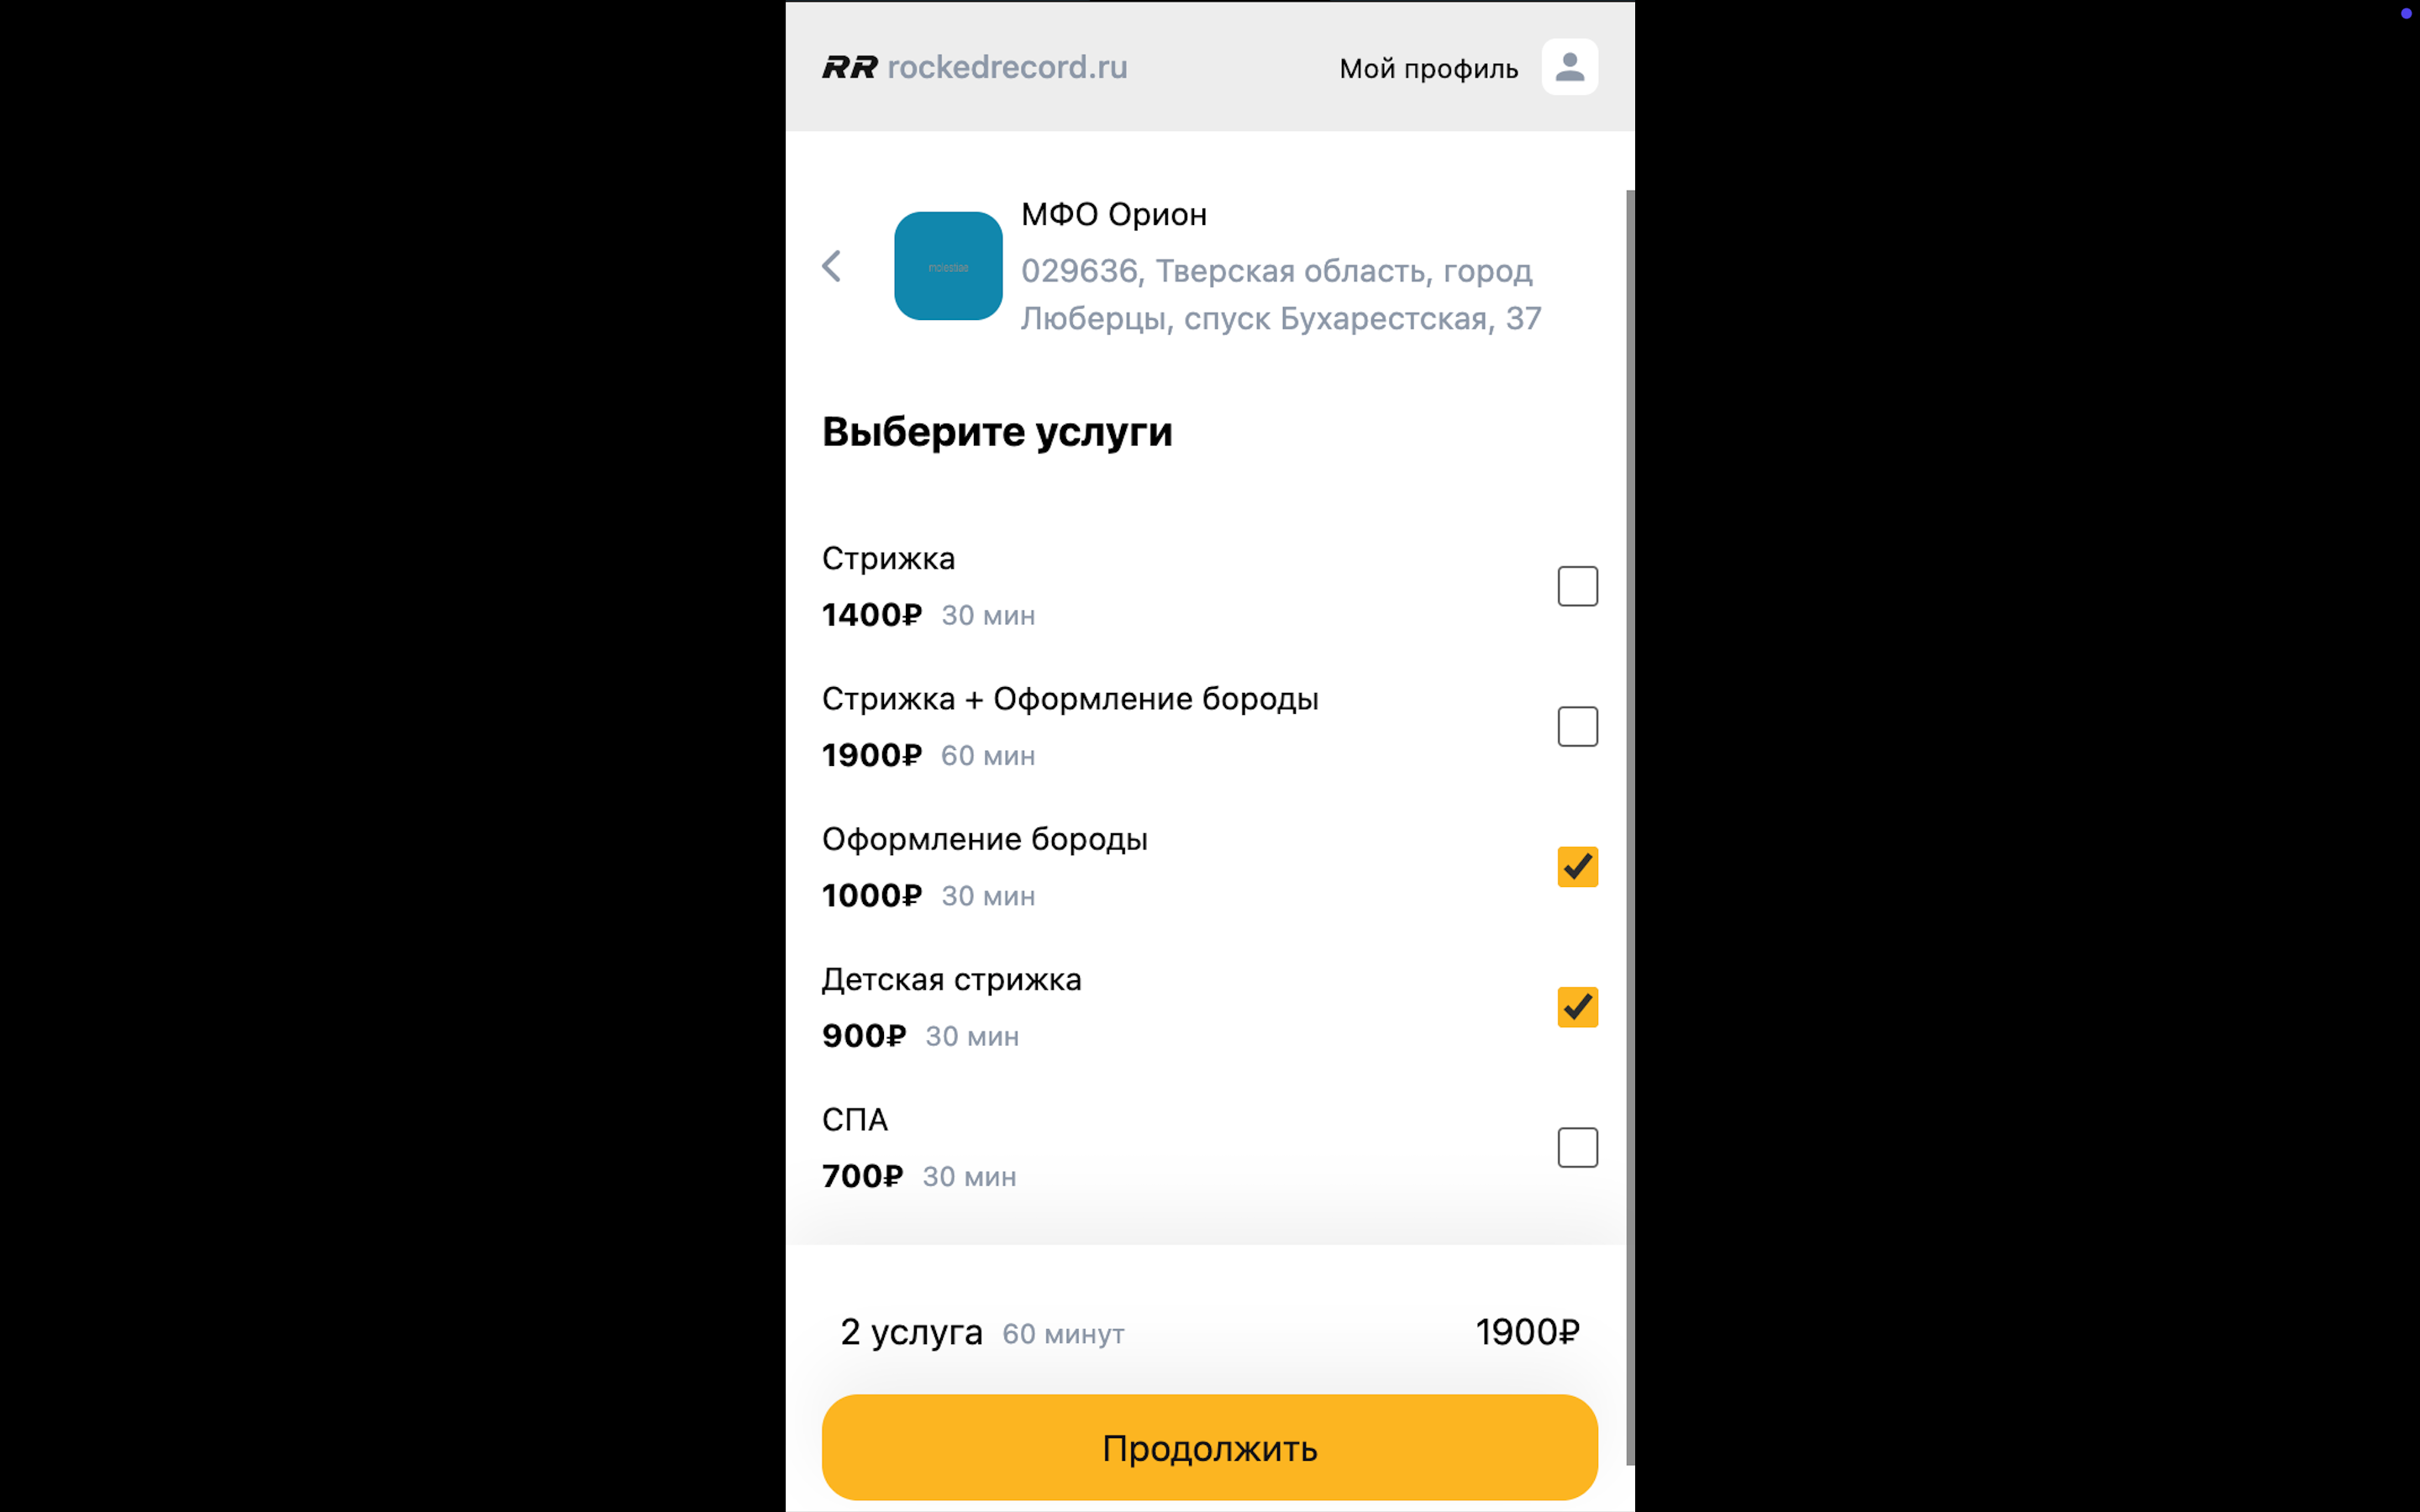 RR rockedrecord.ru
Мой профиль
МФО Орион
029636, Тверская область, город
Люберцы, спуск Бухарестская, 37
molestiae
Выберите услуги
Стрижка
1400₽ 30 мин
Стрижка + Оформление бороды
1900₽ 60 мин
Оформление бороды
1000₽ 30 мин
Детская стрижка
900₽ 30 мин
СПА
700₽ 30 мин
2 услуга 60 минут 1900₽
Продолжить